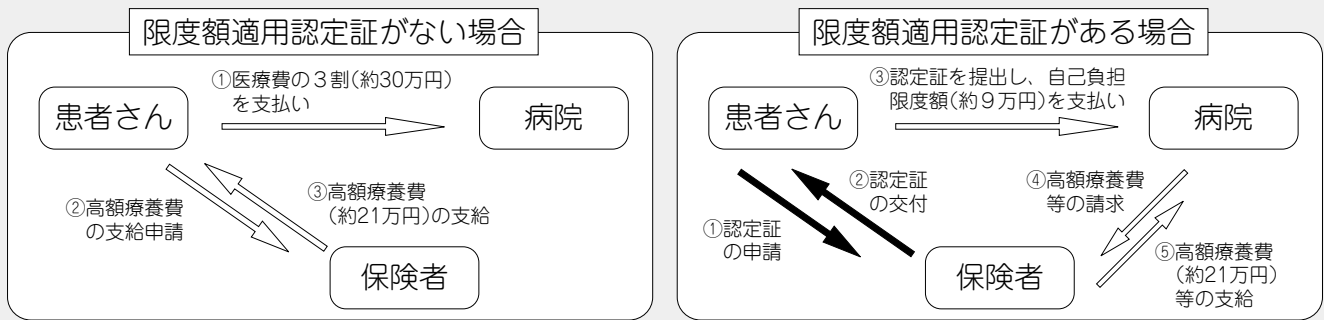 限度額適用認定証がない場合
①医療費の３割(約30万円)
を支払い
患者さん
病院
②高額療養費
の支給申請
③高額療養費
(約21万円)の支給
保険者
限度額適用認定証がある場合
③認定証を提出し、自己負担
限度額(約９万円)を支払い
患者さん
病院
①認定証
の申請
②認定証
の交付
④高額療養費
等の請求
⑤高額療養費
(約21万円)
等の支給
保険者